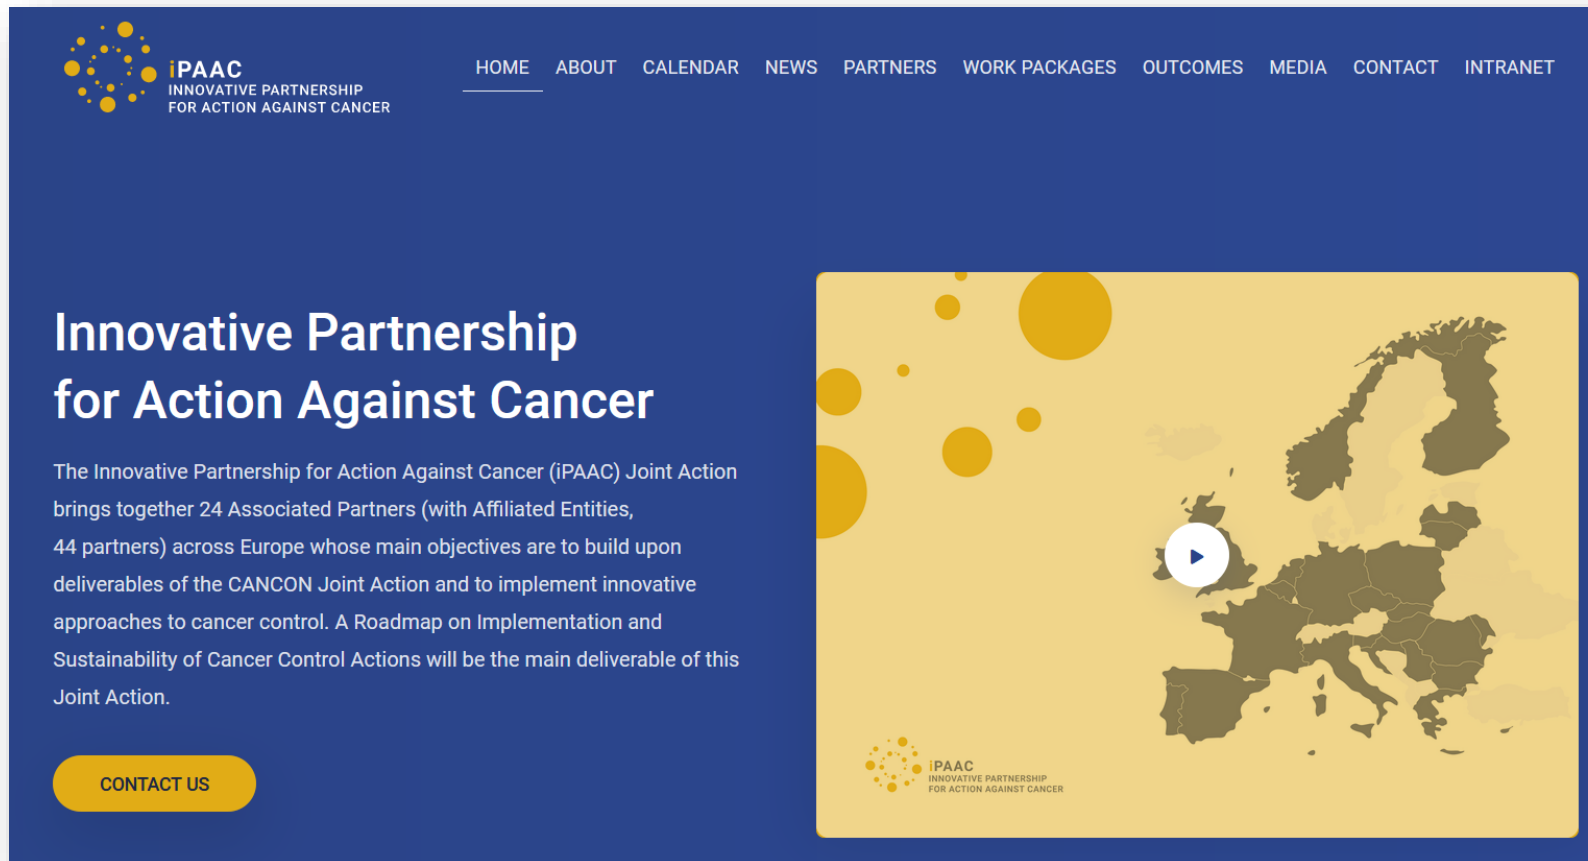 iPAAC
INNOVATIVE PARTNERSHIP
FOR ACTION AGAINST CANCER
HOME ABOUT CALENDAR NEWS PARTNERS WORK PACKAGES OUTCOMES MEDIA CONTACT INTRANET
Innovative Partnership
for Action Against Cancer
The Innovative Partnership for Action Against Cancer (iPAAC) Joint Action
brings together 24 Associated Partners (with Affiliated Entities,
44 partners) across Europe whose main objectives are to build upon
deliverables of the CANCON Joint Action and to implement innovative
approaches to cancer control. A Roadmap on Implementation and
Sustainability of Cancer Control Actions will be the main deliverable of this
Joint Action.
CONTACT US
iPAAC
INNOVATIVE PARTNERSHIP
FOR ACTION AGAINST CANCER